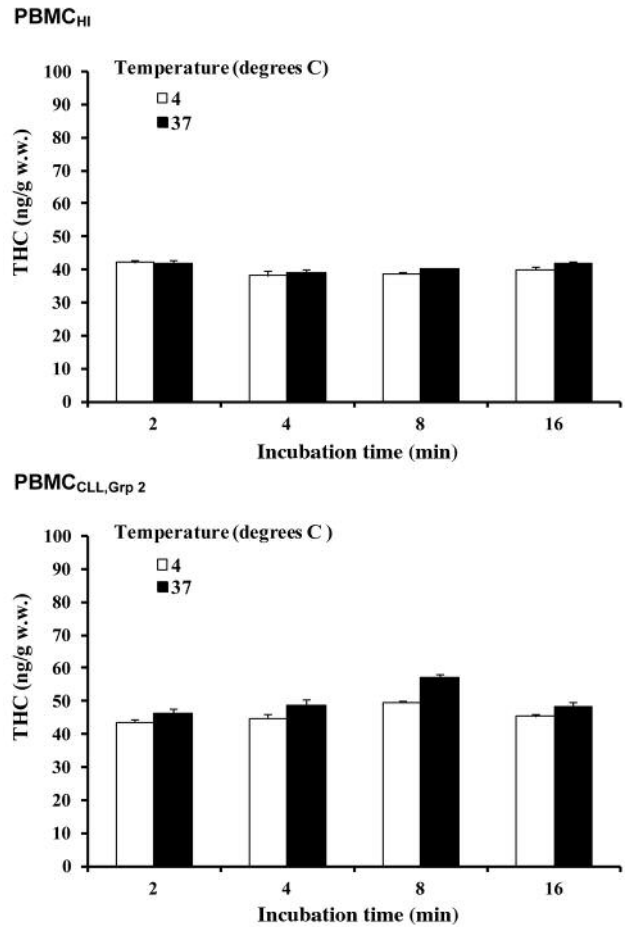 PBMCHI
Temperature (degrees C)
4
37
THC (ng/g w.w.)
100
90
80
70
60
50
40
30
20
10
0
2 4 8 16
Incubation time (min)
PBMCCLL,Grp 2
Temperature (degrees C )
4
37
THC (ng/g w.w.)
100
90
80
70
60
50
40
30
20
10
0
2 4 8 16
Incubation time (min)